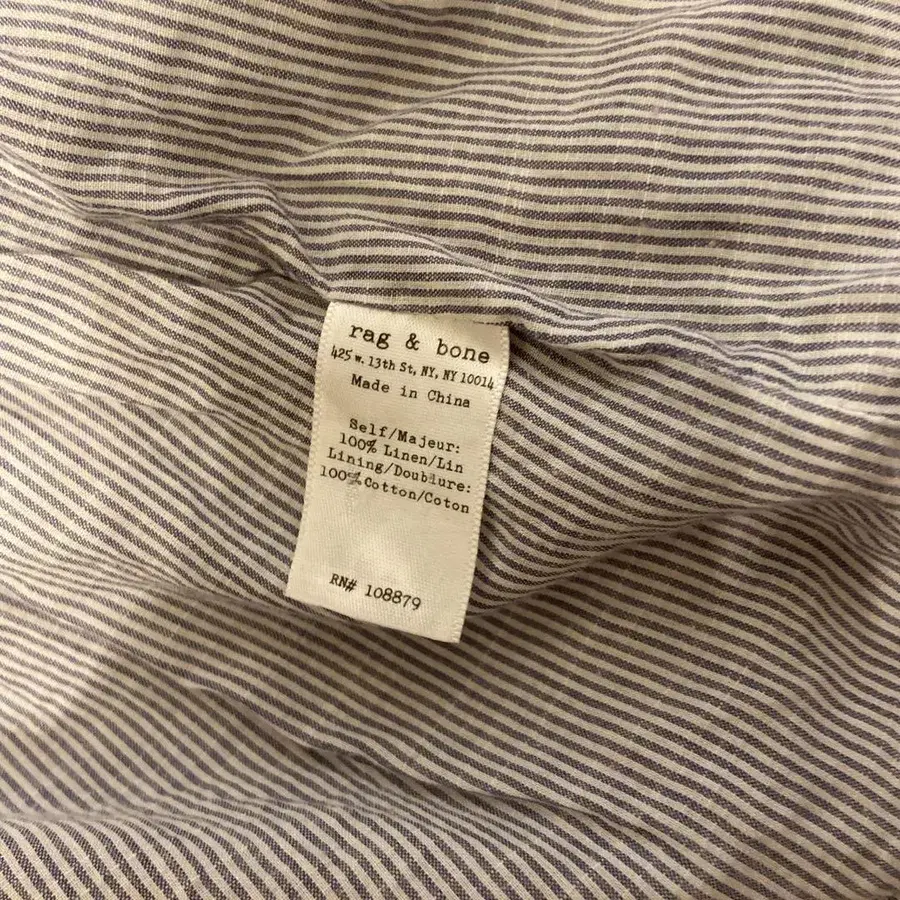 rag & bone
425 w. 13th St, NY, NY 10014
Made in China
Self/Majeur:
100% Linen/Lin
Lining/Doublure:
100% Cotton/Coton
RN# 108879